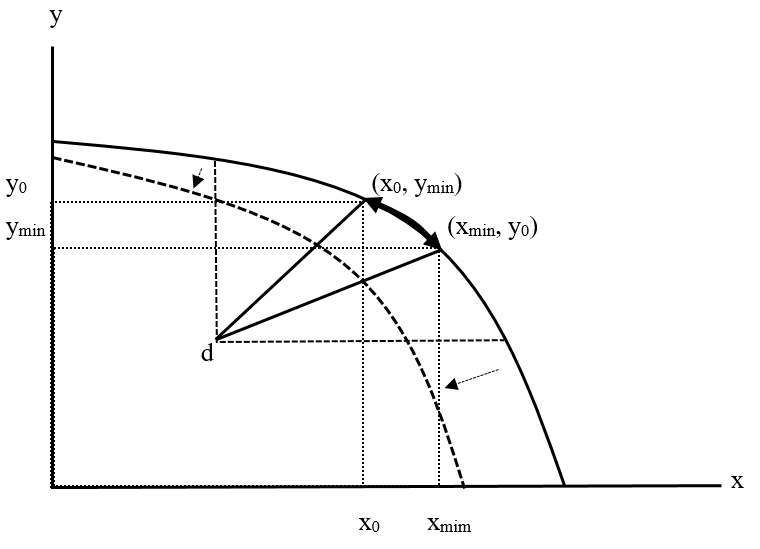 y
y₀
(x₀, yₘᵢₙ)
yₘᵢₙ
(xₘᵢₙ, y₀)
d
x
x₀
xₘᵢₘ